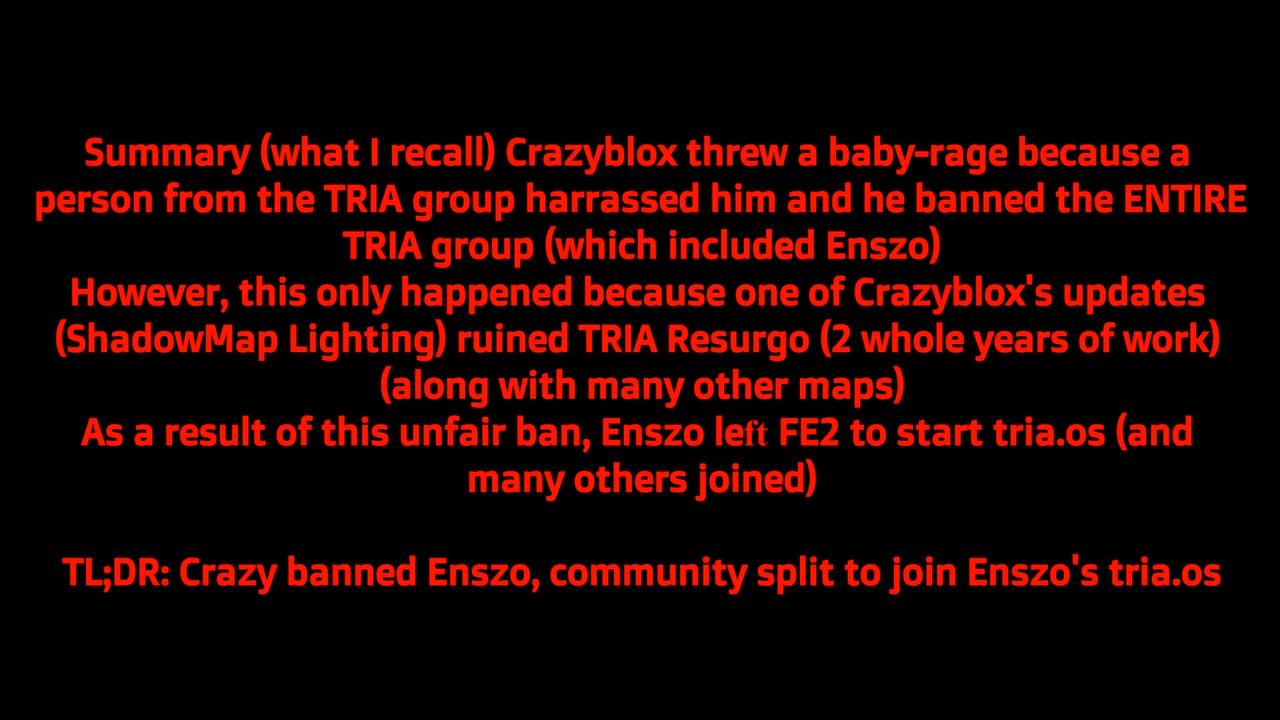 Summary (what I recall) Crazyblox threw a baby-rage because a
person from the TRIA group harrassed him and he banned the ENTIRE
TRIA group (which included Enszo)
However, this only happened because one of Crazyblox's updates
(ShadowMap Lighting) ruined TRIA Resurgo (2 whole years of work)
(along with many other maps)
As a result of this unfair ban, Enszo left FE2 to start tria.os (and
many others joined)
TL;DR: Crazy banned Enszo, community split to join Enszo's tria.os